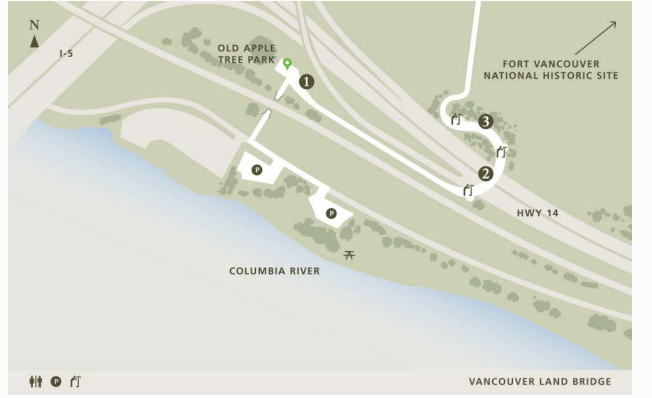 N
I-5
OLD APPLE
TREE PARK
FORT VANCOUVER
NATIONAL HISTORIC SITE
1
3
2
P
P
HWY 14
COLUMBIA RIVER
P
VANCOUVER LAND BRIDGE